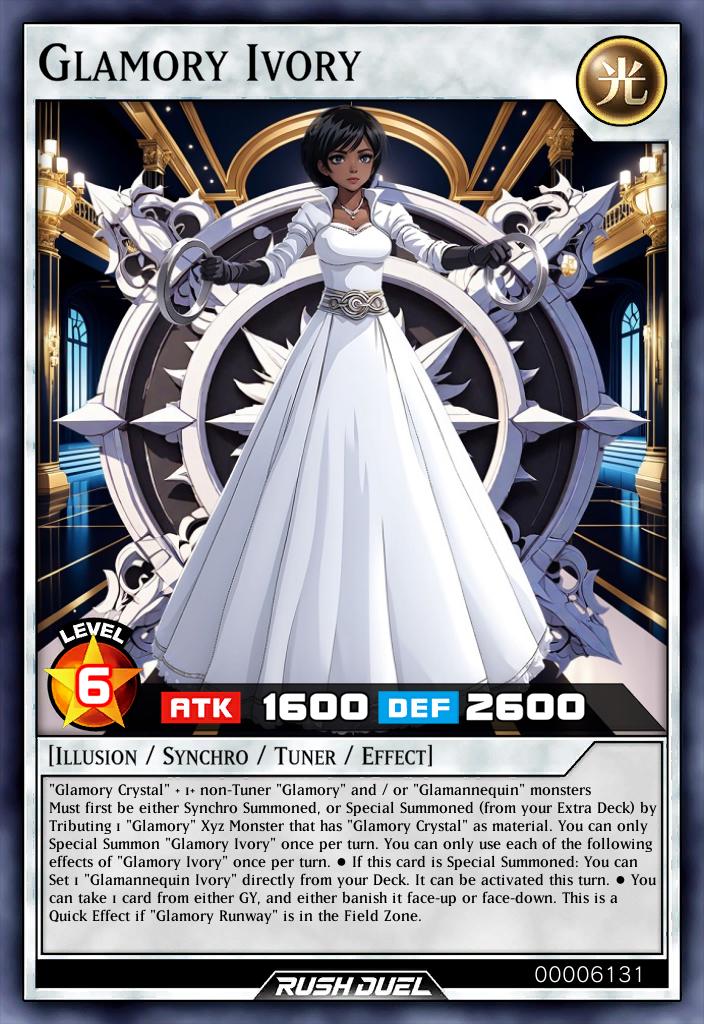 Glamory Ivory
光
LEVEL
6
ATK 1600 DEF 2600
[Illusion / Synchro / Tuner / Effect]
"Glamory Crystal" + 1+ non-Tuner "Glamory" and / or "Glamannequin" monsters
Must first be either Synchro Summoned, or Special Summoned (from your Extra Deck) by
Tributing 1 "Glamory" Xyz Monster that has "Glamory Crystal" as material. You can only
Special Summon "Glamory Ivory" once per turn. You can only use each of the following
effects of "Glamory Ivory" once per turn. ● If this card is Special Summoned: You can
Set 1 "Glamannequin Ivory" directly from your Deck. It can be activated this turn. ● You
can take 1 card from either GY, and either banish it face-up or face-down. This is a
Quick Effect if "Glamory Runway" is in the Field Zone.
00006131
RUSH DUEL